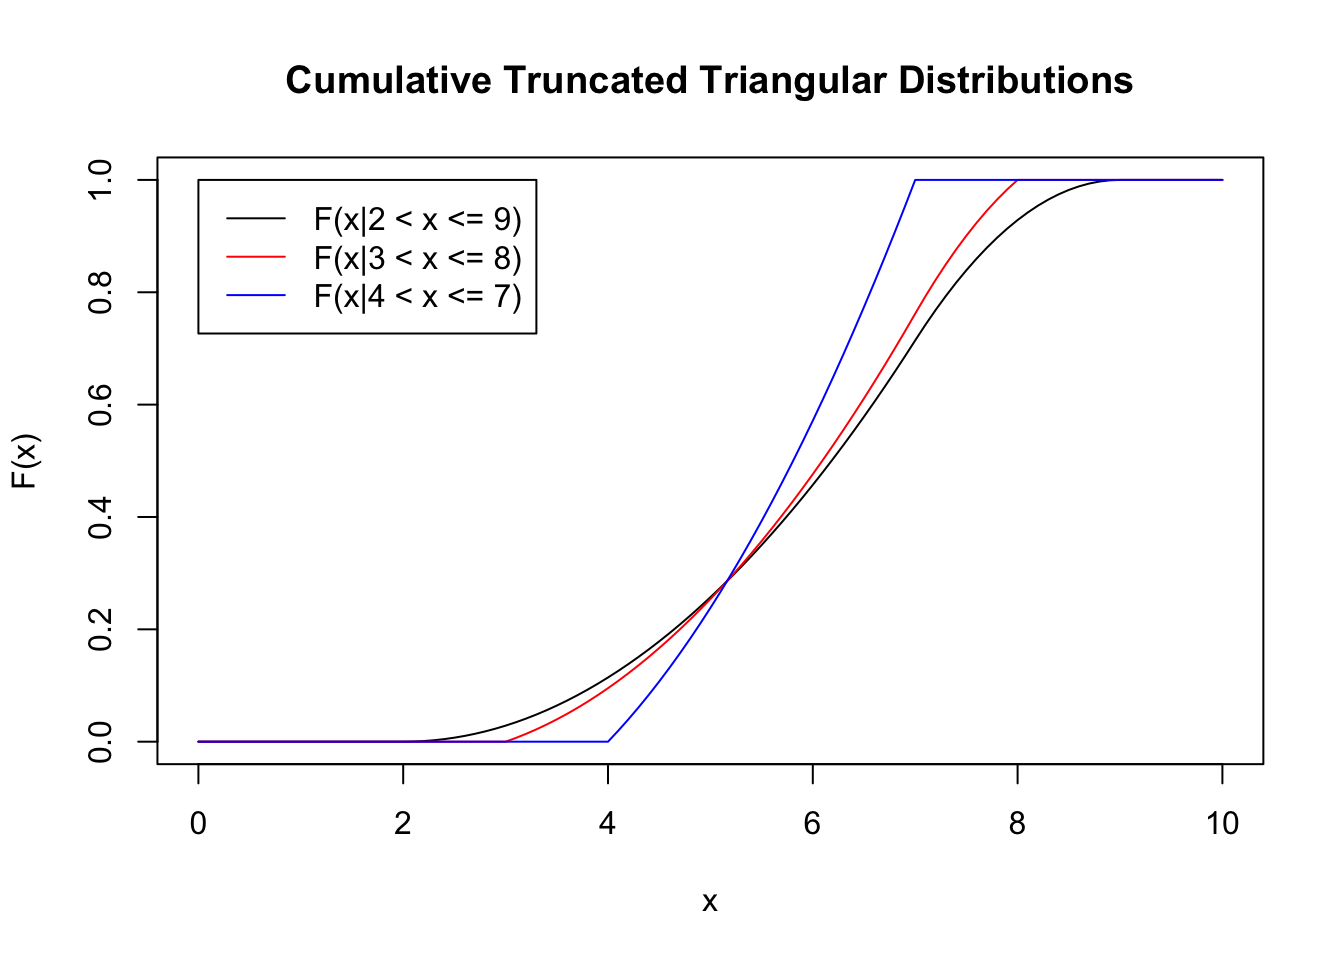 Cumulative Truncated Triangular Distributions
F(x|2 < x <= 9)
F(x|3 < x <= 8)
F(x|4 < x <= 7)
F(x)
1.0
0.8
0.6
0.4
0.2
0.0
0 2 4 6 8 10
x